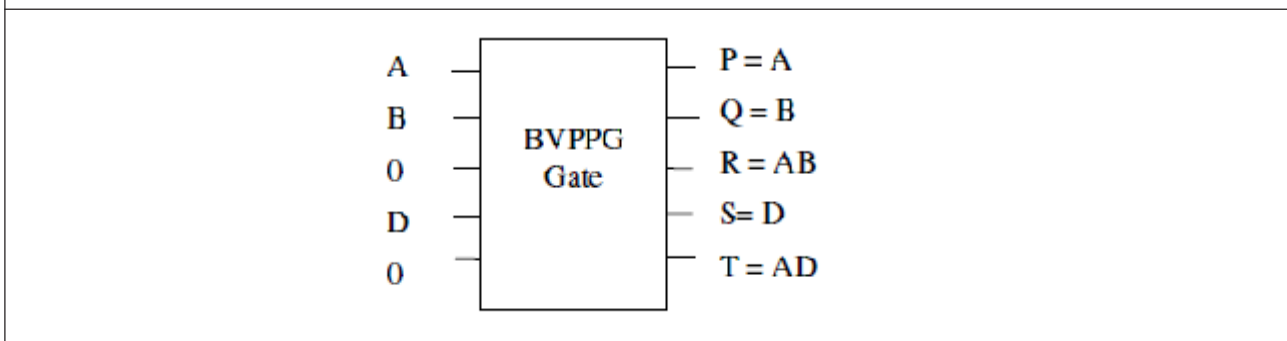 A
B
0
D
0
BVPPG
Gate
P = A
Q = B
R = AB
S= D
T = AD